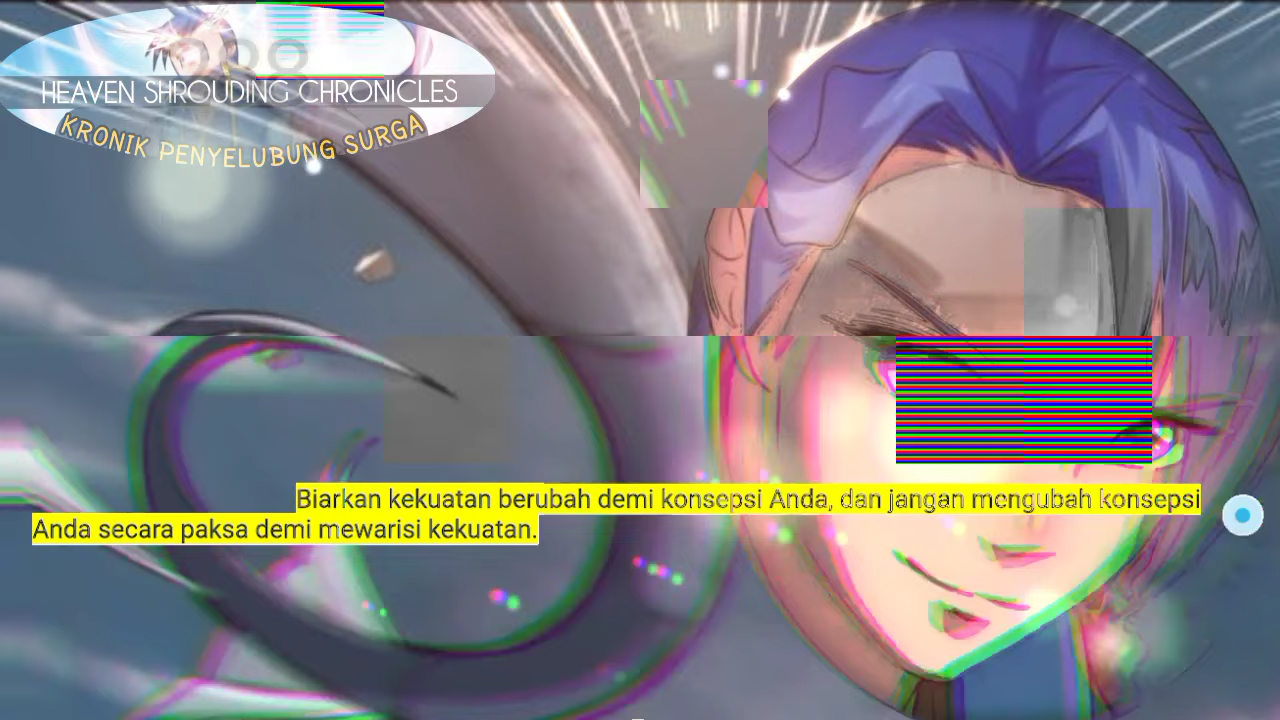 HEAVEN SHROUDING CHRONICLES
KRONIK PENYELUBUNG SURGA
Biarkan kekuatan berubah demi konsepsi Anda, dan jangan mengubah konsepsi
Anda secara paksa demi mewarisi kekuatan.